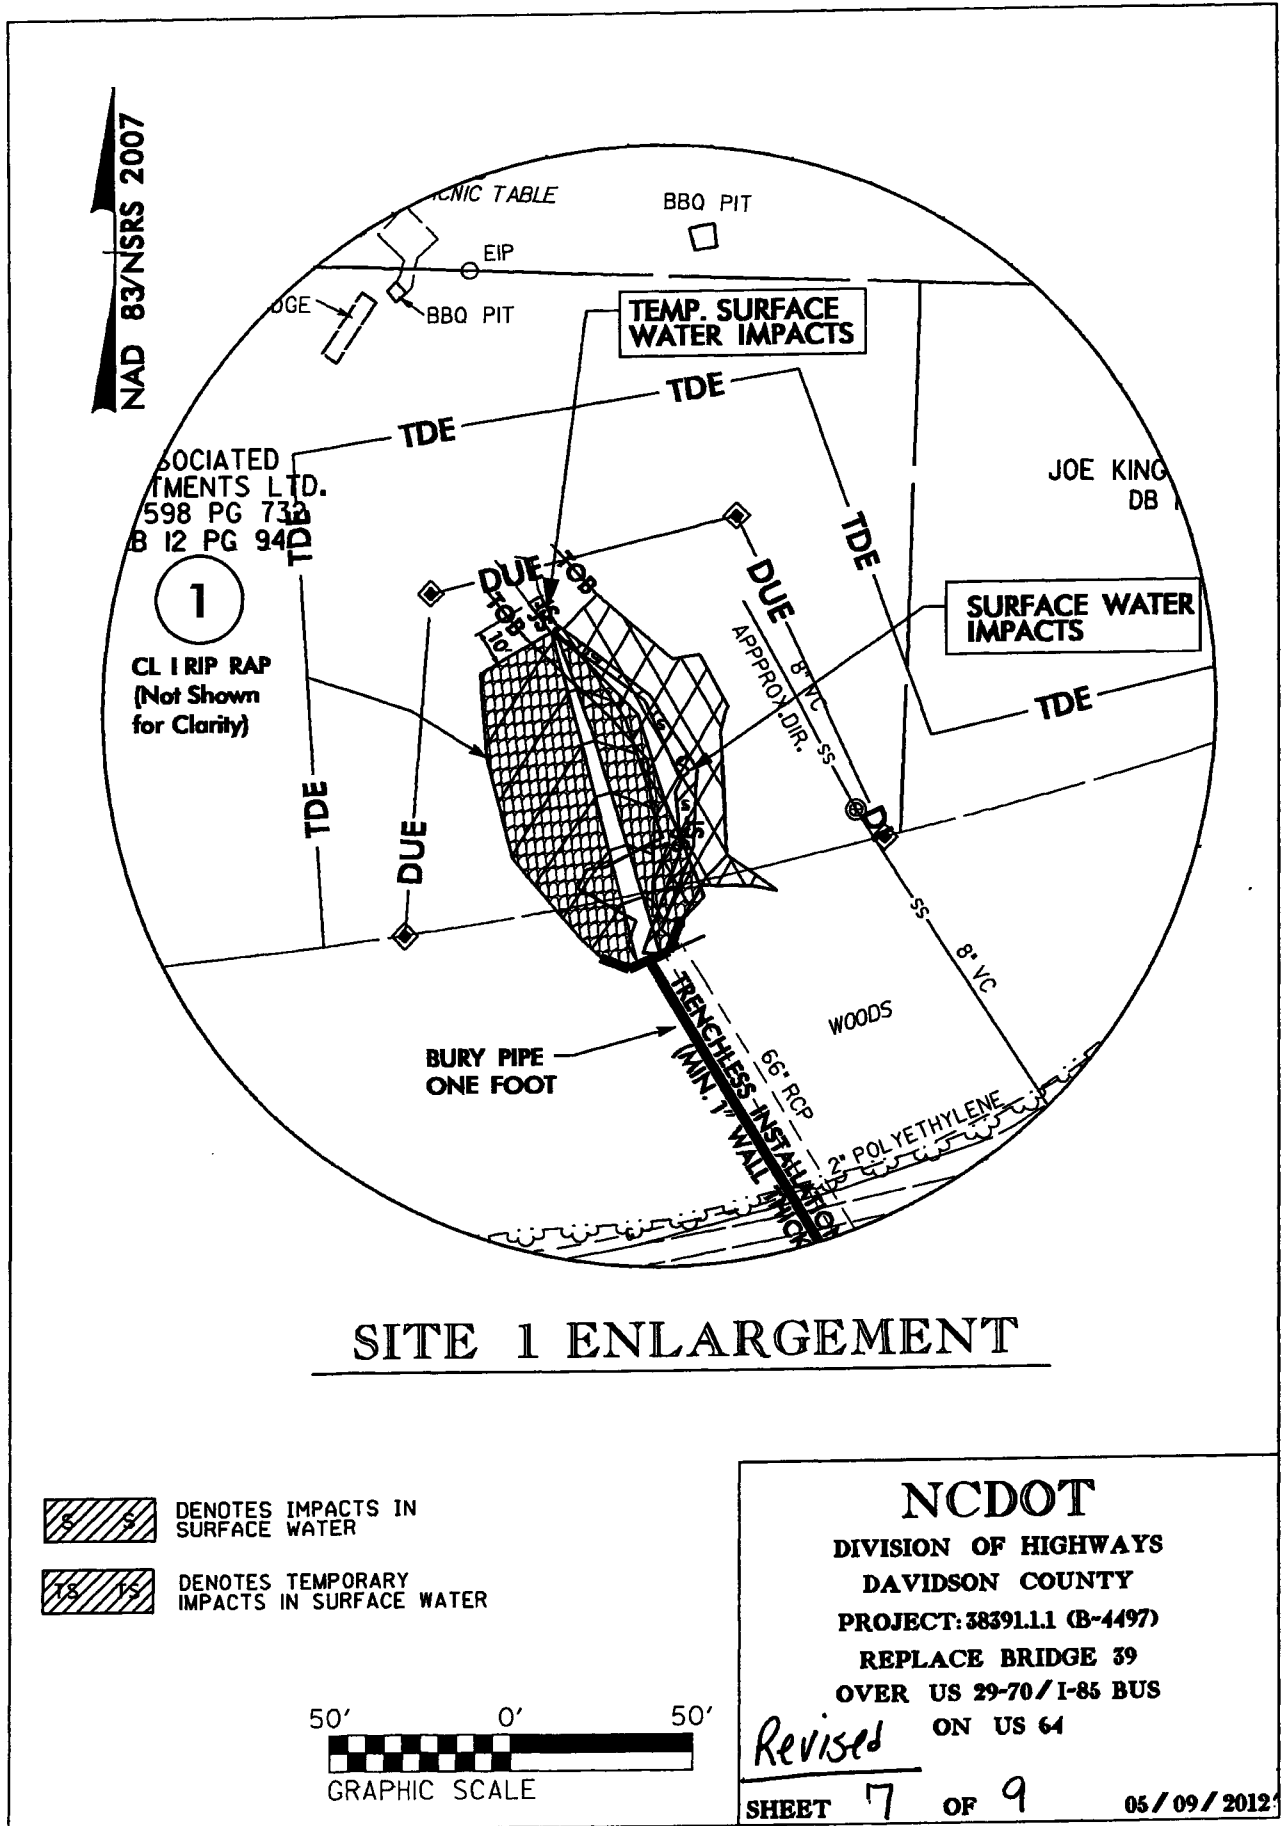 NAD 83/NSRS 2007
CNIC TABLE
BBQ PIT
EIP
DGE
BBQ PIT
TEMP. SURFACE
WATER IMPACTS
TDE
TDE
SOCIATED
TMENTS LTD.
598 PG 732
B 12 PG 94
TDE
JOE KING
DB
TDE
1
CL I RIP RAP
(Not Shown
for Clarity)
DUE
TOB
TOB
10'
DUE
8" VC
APPPROX. DIR.
SS
SURFACE WATER
IMPACTS
TDE
TDE
DUE
S
S
S
SS
8" VC
WOODS
BURY PIPE
ONE FOOT
TRENCHLESS INSTALLATION
(MIN. 1" WALL THICK
66" RCP
2" POLYETHYLENE
SITE 1 ENLARGEMENT
S S
DENOTES IMPACTS IN
SURFACE WATER
TS TS
DENOTES TEMPORARY
IMPACTS IN SURFACE WATER
50' 0' 50'
GRAPHIC SCALE
NCDOT
DIVISION OF HIGHWAYS
DAVIDSON COUNTY
PROJECT: 38391.1.1 (B-4497)
REPLACE BRIDGE 39
OVER US 29-70 / I-85 BUS
ON US 64
Revised
SHEET 7 OF 9 05 / 09 / 2012